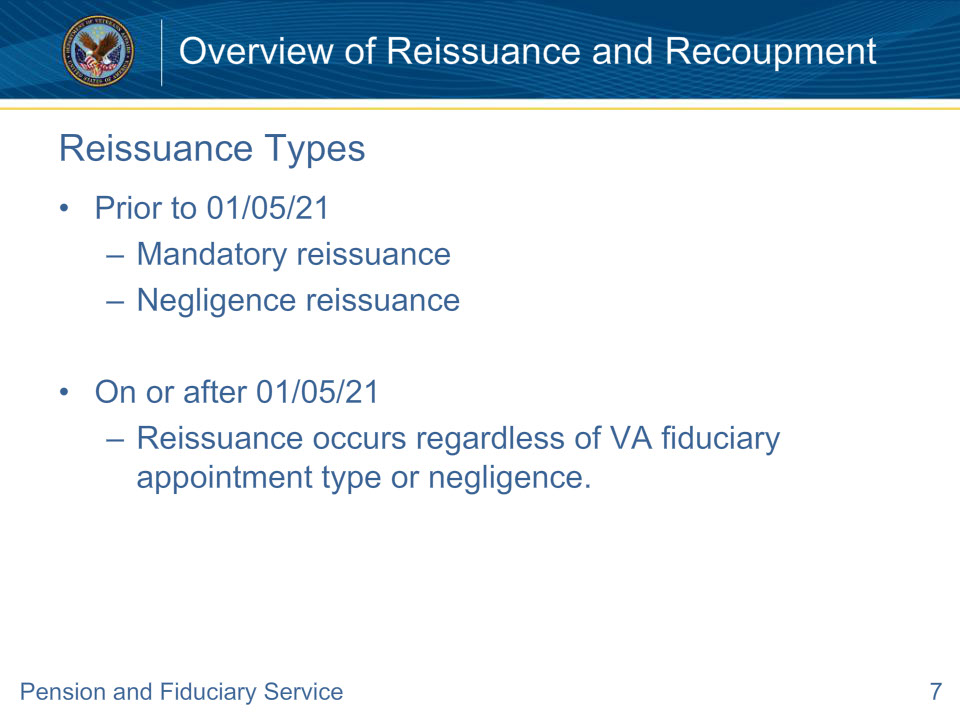 Overview of Reissuance and Recoupment
Reissuance Types
• Prior to 01/05/21
– Mandatory reissuance
– Negligence reissuance
• On or after 01/05/21
– Reissuance occurs regardless of VA fiduciary
appointment type or negligence.
Pension and Fiduciary Service
7